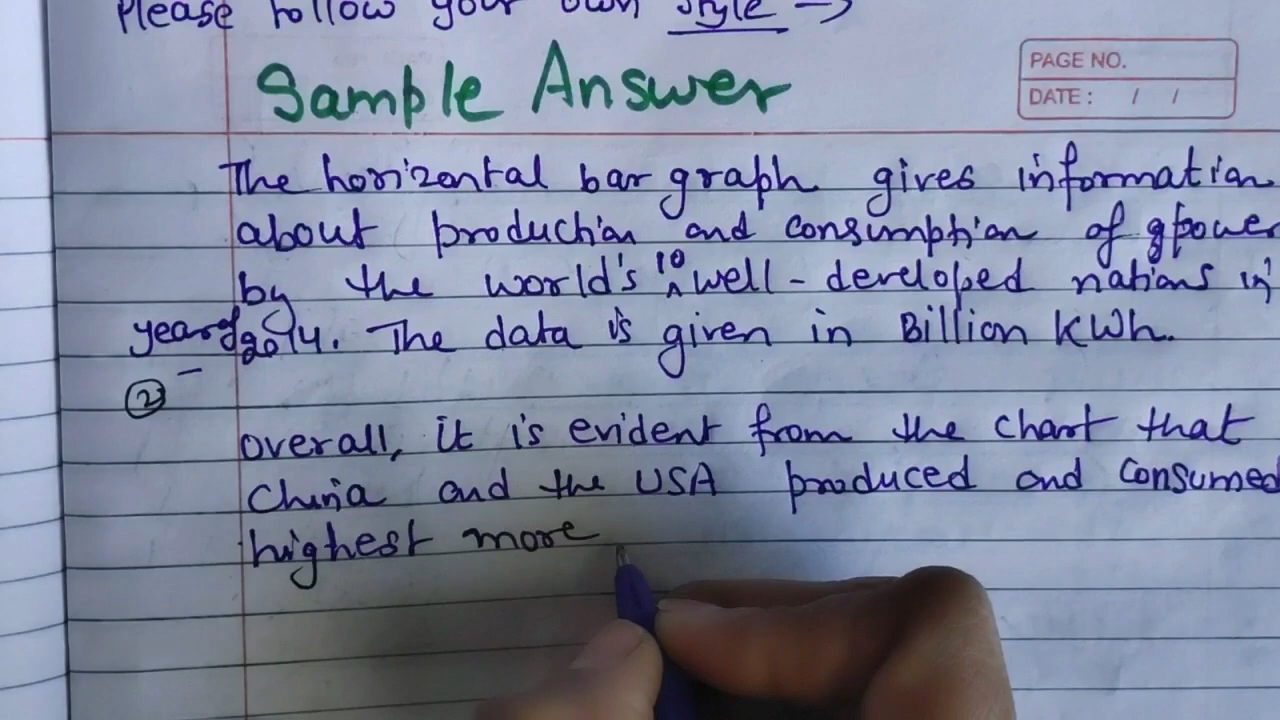 Please follow your own style →
Sample Answer
PAGE NO.
DATE : / /
The horizontal bar graph gives information
about production and consumption of power
by the world's 10 well-developed nations in
year 2014. The data is given in Billion KWh.
②
Overall, it is evident from the chart that
China and the USA produced and consumed
highest more